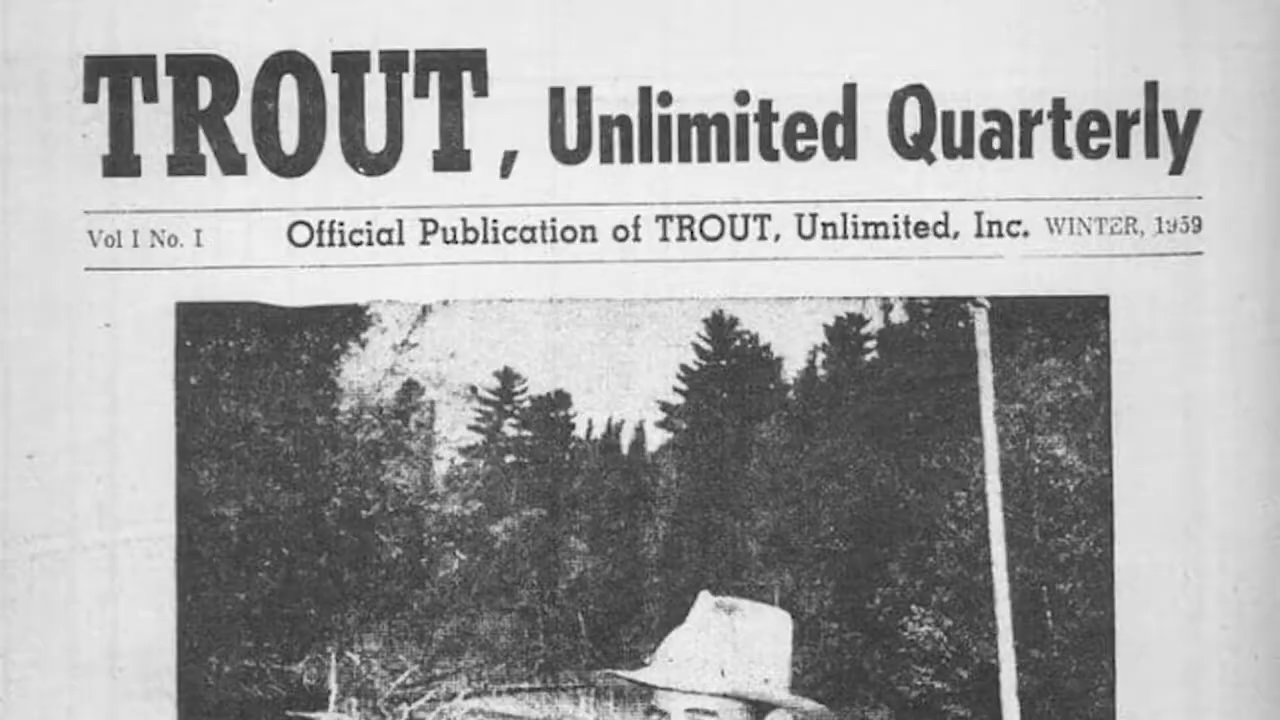 TROUT, Unlimited Quarterly
Vol I No. I Official Publication of TROUT, Unlimited, Inc. WINTER, 1959